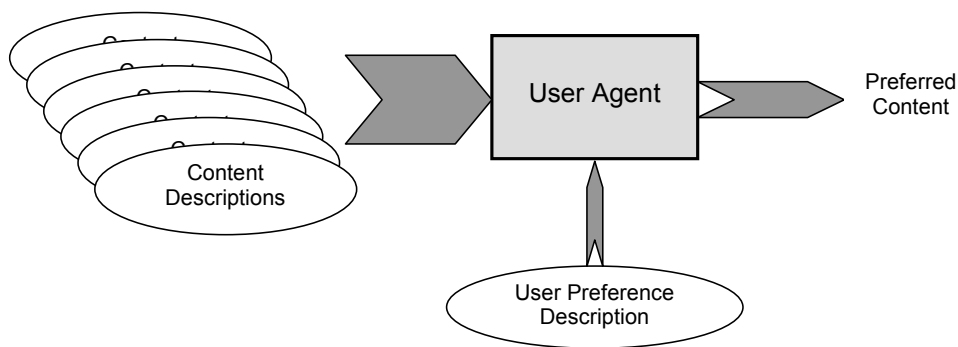 Content
Descriptions
User Agent
Preferred
Content
User Preference
Description